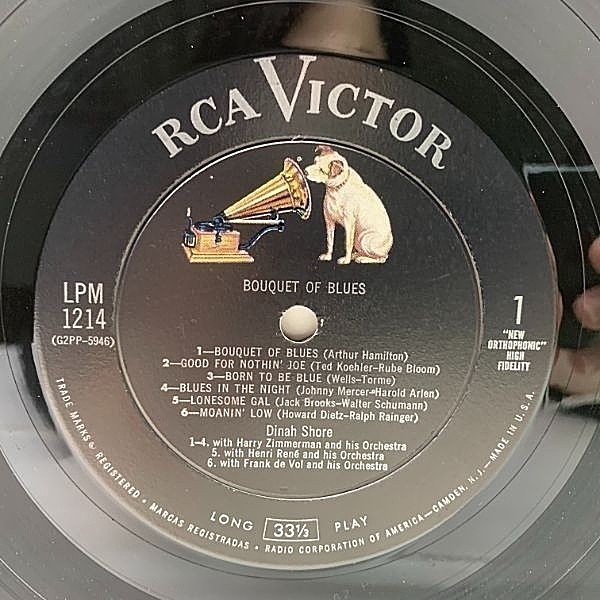 RCA VICTOR
BOUQUET OF BLUES
LPM
1214
(G2PP-5946)
1
"NEW
ORTHOPHONIC"
HIGH
FIDELITY
1—BOUQUET OF BLUES (Arthur Hamilton)
2—GOOD FOR NOTHIN' JOE (Ted Koehler-Rube Bloom)
3—BORN TO BE BLUE (Wells-Torme)
4—BLUES IN THE NIGHT (Johnny Mercer-Harold Arlen)
5—LONESOME GAL (Jack Brooks-Walter Schumann)
6—MOANIN' LOW (Howard Dietz-Ralph Rainger)
Dinah Shore
1-4. with Harry Zimmerman and his Orchestra
5. with Henri René and his Orchestra
6. with Frank de Vol and his Orchestra
LONG 33⅓ PLAY
TRADE MARKS ® REGISTERED • MARCAS REGISTRADAS • RADIO CORPORATION OF AMERICA—CAMDEN, N.J.—MADE IN U.S.A.